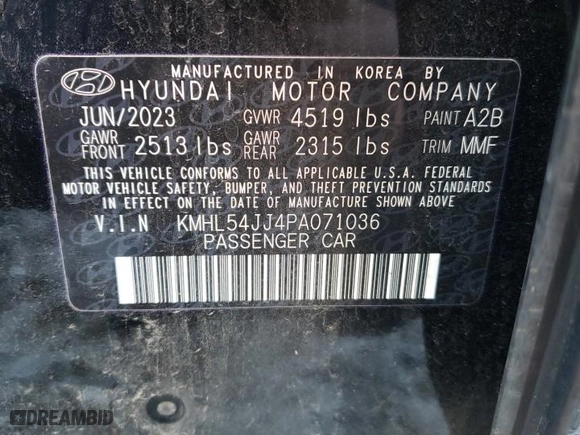 MANUFACTURED IN KOREA BY
HYUNDAI MOTOR COMPANY
JUN/2023 GVWR 4519 lbs PAINT A2B
GAWR FRONT 2513 lbs GAWR REAR 2315 lbs TRIM MMF
THIS VEHICLE CONFORMS TO ALL APPLICABLE U.S.A. FEDERAL
MOTOR VEHICLE SAFETY, BUMPER, AND THEFT PREVENTION STANDARDS
IN EFFECT ON THE DATE OF MANUFACTURE SHOWN ABOVE.
V.I.N KMHL54JJ4PA071036
PASSENGER CAR
DREAMBID